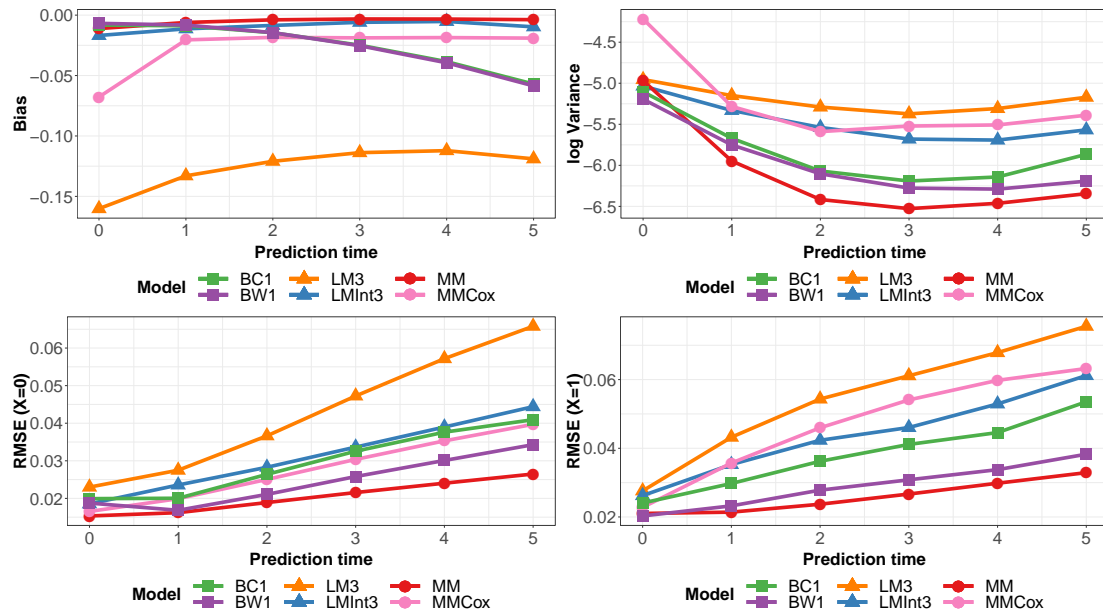 Bias
0.00
−0.05
−0.10
−0.15
0 1 2 3 4 5
Prediction time
Model BC1 LM3 MM
BW1 LMInt3 MMCox
log Variance
−4.5
−5.0
−5.5
−6.0
−6.5
0 1 2 3 4 5
Prediction time
Model BC1 LM3 MM
BW1 LMInt3 MMCox
RMSE (X=0)
0.06
0.05
0.04
0.03
0.02
0 1 2 3 4 5
Prediction time
Model BC1 LM3 MM
BW1 LMInt3 MMCox
RMSE (X=1)
0.06
0.04
0.02
0 1 2 3 4 5
Prediction time
Model BC1 LM3 MM
BW1 LMInt3 MMCox